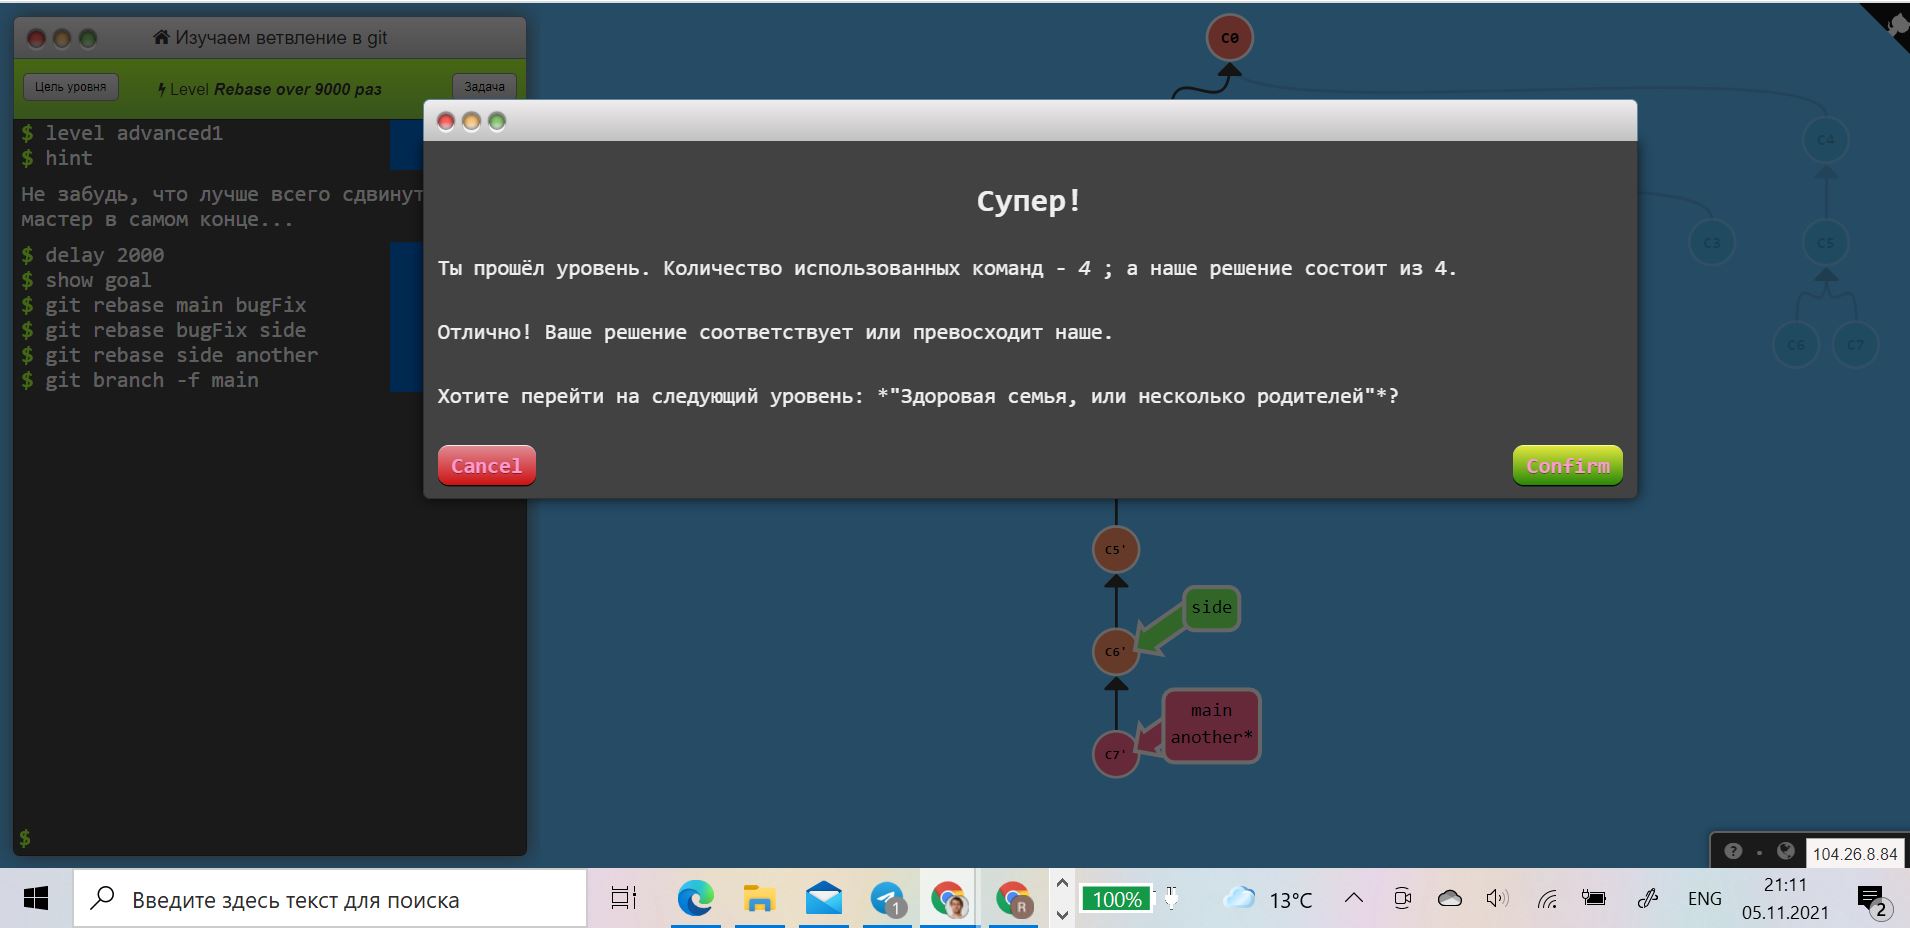 Изучаем ветвление в git
Цель уровня
Level Rebase over 9000 раз
Задача
$ level advanced1
$ hint
Не забудь, что лучше всего сдвинут
мастер в самом конце...
$ delay 2000
$ show goal
$ git rebase main bugFix
$ git rebase bugFix side
$ git rebase side another
$ git branch -f main
$
Супер!
Ты прошёл уровень. Количество использованных команд - 4 ; а наше решение состоит из 4.
Отлично! Ваше решение соответствует или превосходит наше.
Хотите перейти на следующий уровень: *"Здоровая семья, или несколько родителей"*?
Cancel
Confirm
C0
C4
C3
C5
C6
C7
C5'
side
C6'
main
another*
C7'
?
104.26.8.84
Введите здесь текст для поиска
1
R
100%
13°C
ENG
21:11
05.11.2021
2